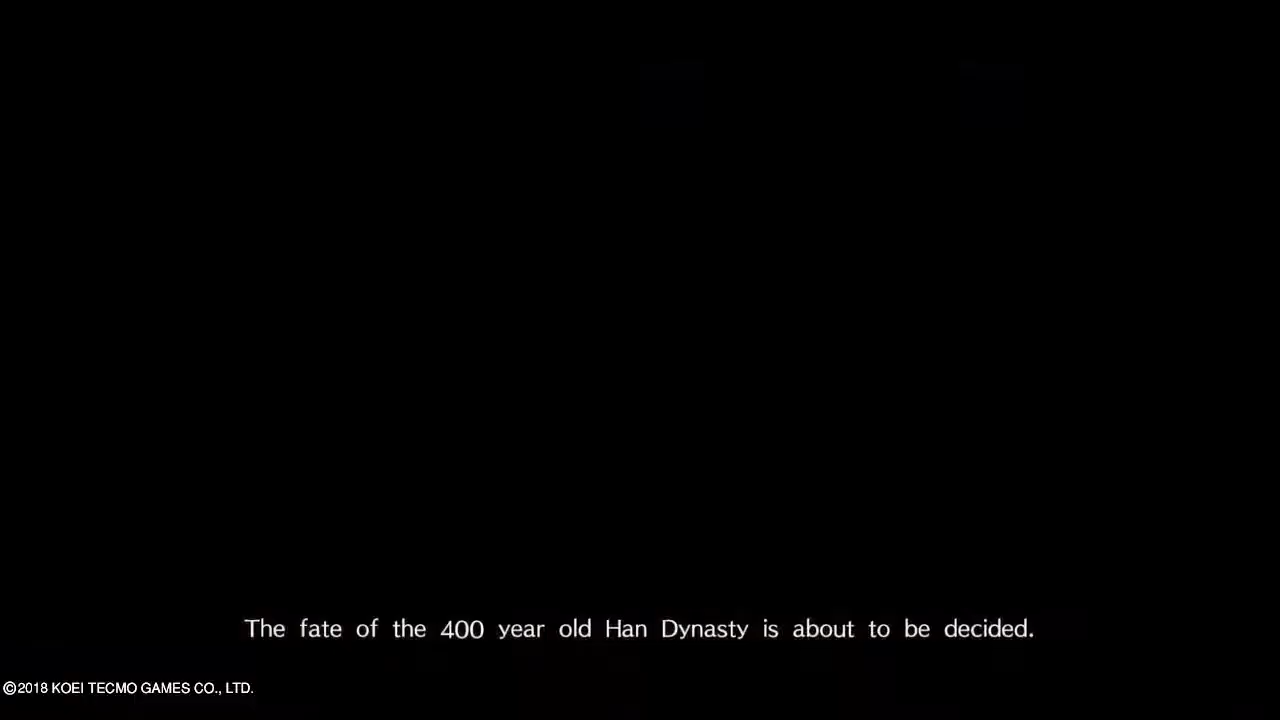 The fate of the 400 year old Han Dynasty is about to be decided.
©2018 KOEI TECMO GAMES CO., LTD.